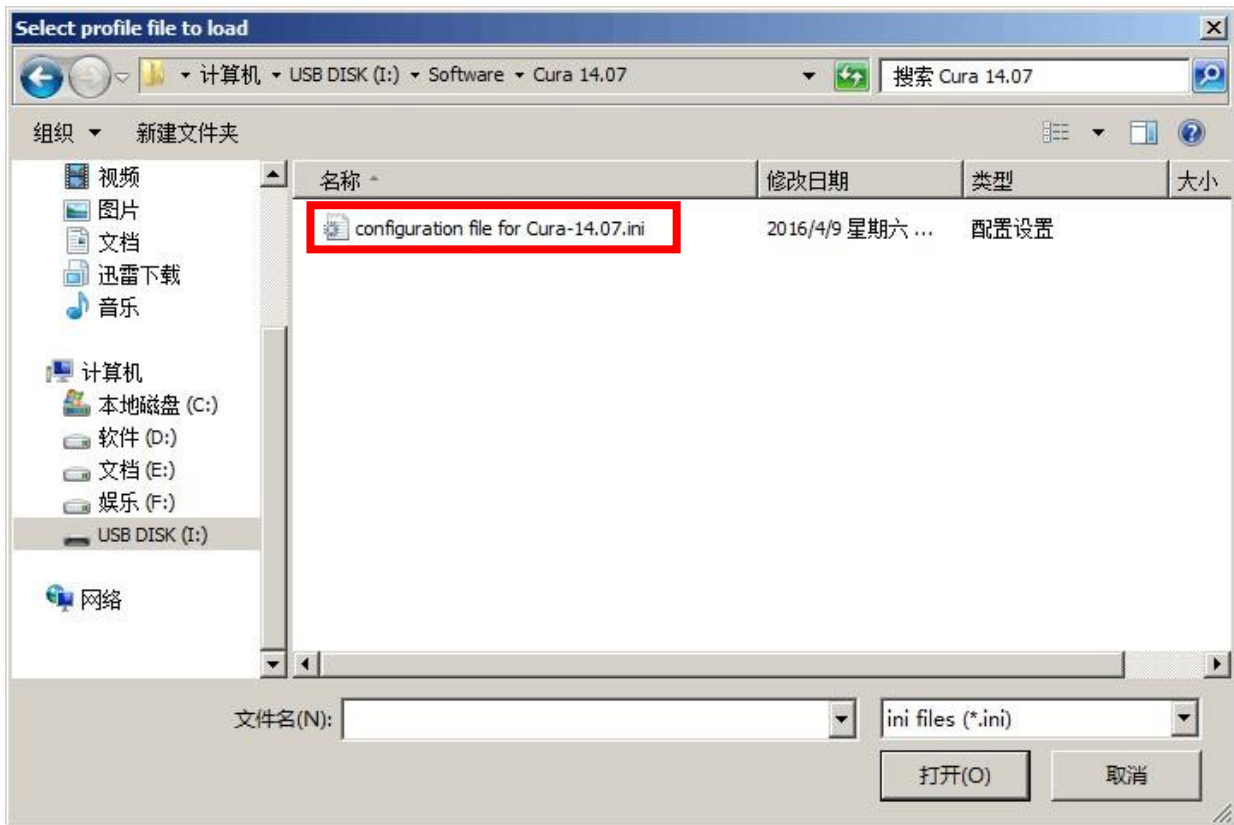 Select profile file to load
计算机 USB DISK (I:) Software Cura 14.07 搜索 Cura 14.07
组织 新建文件夹
名称 修改日期 类型 大小
configuration file for Cura-14.07.ini 2016/4/9 星期六 ... 配置设置
视频
图片
文档
迅雷下载
音乐
计算机
本地磁盘 (C:)
软件 (D:)
文档 (E:)
娱乐 (F:)
USB DISK (I:)
网络
文件名(N): ini files (*.ini)
打开(O) 取消